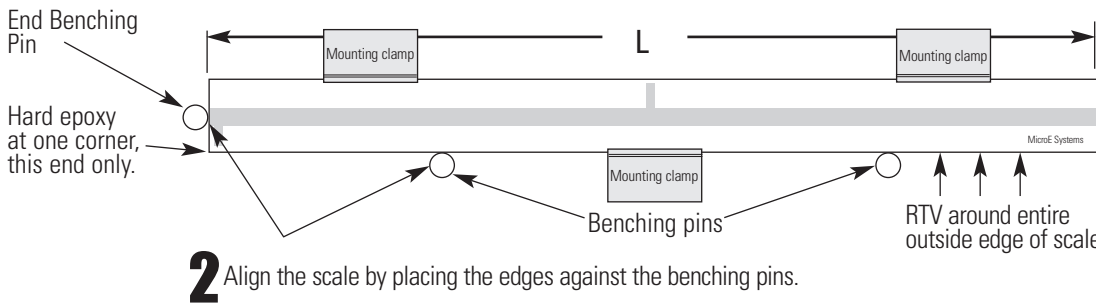 End Benching
Pin
Mounting clamp
L
Mounting clamp
Hard epoxy
at one corner,
this end only.
MicroE Systems
Mounting clamp
Benching pins
RTV around entire
outside edge of scale
2 Align the scale by placing the edges against the benching pins.